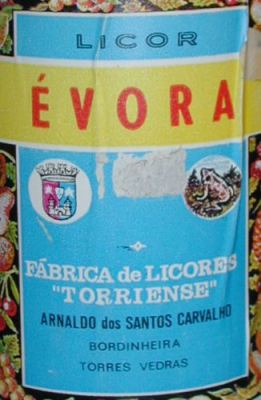 LICOR
ÉVORA
FÁBRICA de LICORES
"TORRIENSE"
ARNALDO dos SANTOS CARVALHO
BORDINHEIRA
TORRES VEDRAS